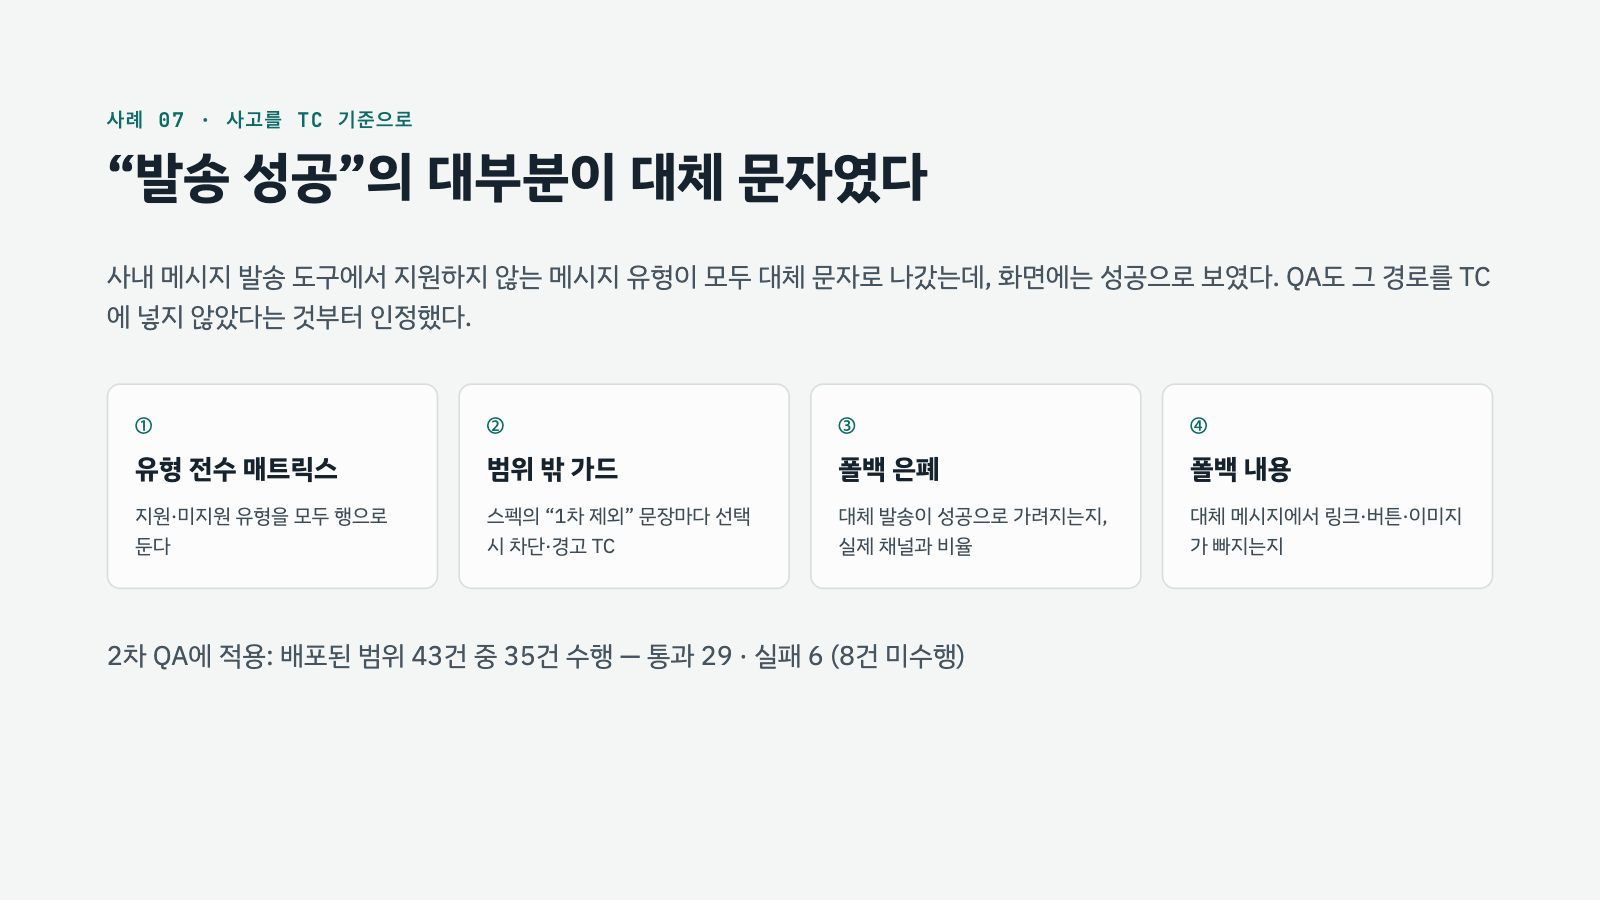 사례 07 · 사고를 TC 기준으로
“발송 성공”의 대부분이 대체 문자였다
사내 메시지 발송 도구에서 지원하지 않는 메시지 유형이 모두 대체 문자로 나갔는데, 화면에는 성공으로 보였다. QA도 그 경로를 TC
에 넣지 않았다는 것부터 인정했다.
①
유형 전수 매트릭스
지원·미지원 유형을 모두 행으로
둔다
②
범위 밖 가드
스펙의 “1차 제외” 문장마다 선택
시 차단·경고 TC
③
폴백 은폐
대체 발송이 성공으로 가려지는지,
실제 채널과 비율
④
폴백 내용
대체 메시지에서 링크·버튼·이미지
가 빠지는지
2차 QA에 적용: 배포된 범위 43건 중 35건 수행 — 통과 29 · 실패 6 (8건 미수행)